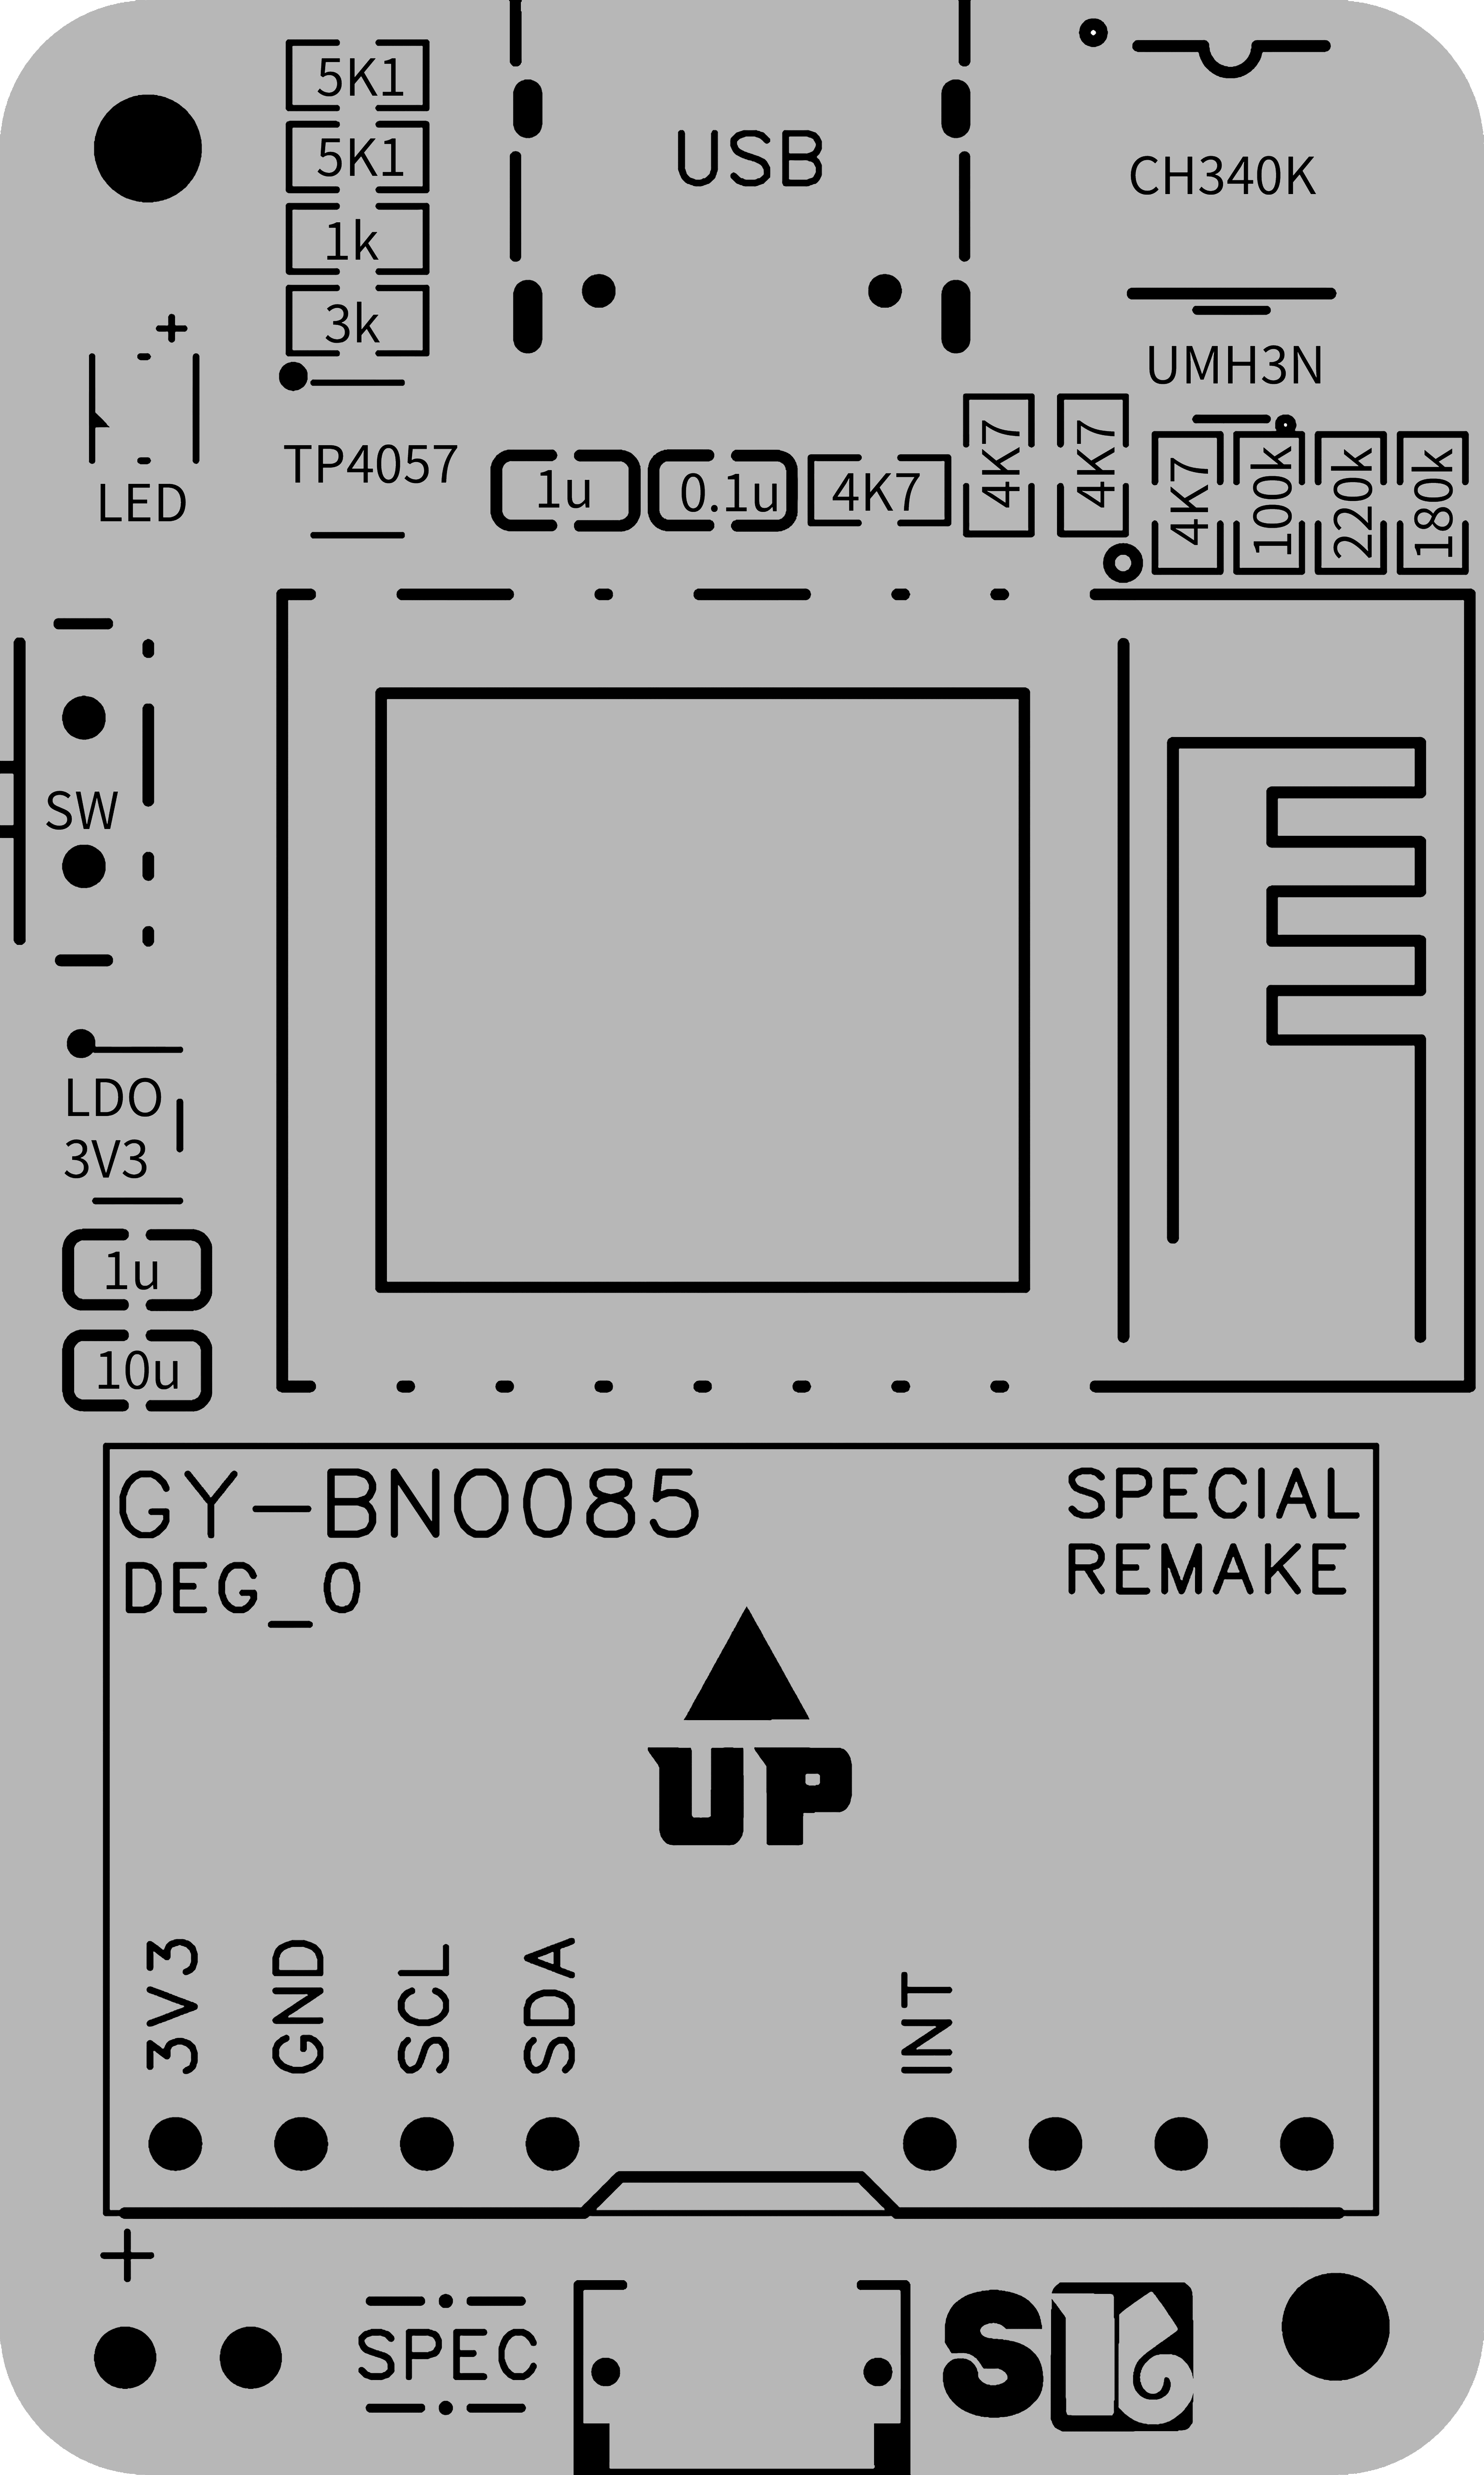 5K1
5K1
1k
3k
USB
CH340K
UMH3N
+
LED
TP4057
1u
0.1u
4K7
4K7
4K7
4K7
100k
220k
180k
SW
LDO
3V3
1u
10u
GY-BNO085
DEG_0
SPECIAL
REMAKE
UP
3V3
GND
SCL
SDA
INT
+
SPEC